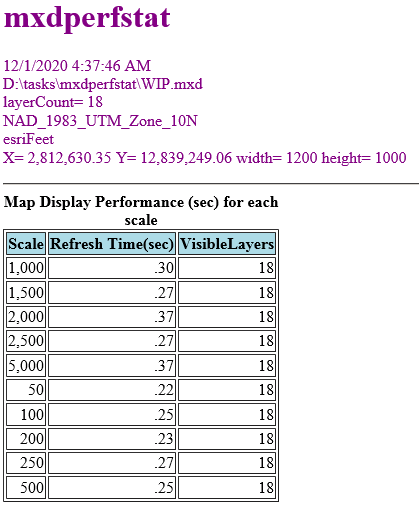 mxdperfstat
12/1/2020 4:37:46 AM
D:\tasks\mxdperfstat\WIP.mxd
layerCount= 18
NAD_1983_UTM_Zone_10N
esriFeet
X= 2,812,630.35 Y= 12,839,249.06 width= 1200 height= 1000
Map Display Performance (sec) for each
scale
Scale Refresh Time(sec) VisibleLayers
1,000 .30 18
1,500 .27 18
2,000 .37 18
2,500 .27 18
5,000 .37 18
50 .22 18
100 .25 18
200 .23 18
250 .27 18
500 .25 18